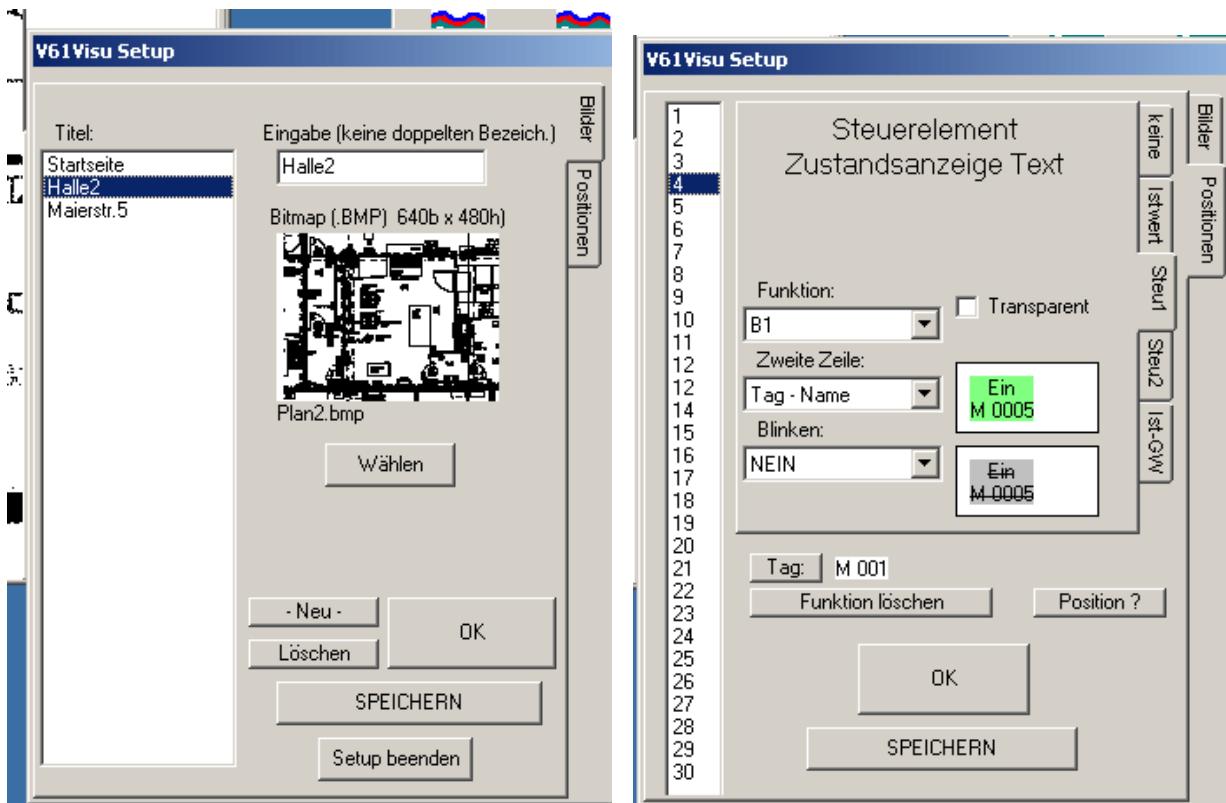 V61Visu Setup
Titel:
Startseite
Halle2
Maierstr.5
Eingabe (keine doppelten Bezeich.)
Halle2
Bitmap (.BMP) 640b x 480h)
Plan2.bmp
Wählen
- Neu -
Löschen
OK
SPEICHERN
Setup beenden
Bilder
Positionen
V61Visu Setup
1
2
3
4
5
6
7
8
9
10
11
12
12
14
15
16
17
18
19
20
21
22
23
24
25
26
27
28
29
30
Steuerelement
Zustandsanzeige Text
Funktion:
B1
Transparent
Zweite Zeile:
Tag - Name
Ein
M 0005
Blinken:
NEIN
Ein
M 0005
keine
Istwert
Steu1
Steu2
Ist-GW
Bilder
Positionen
Tag:
M 001
Funktion löschen
Position ?
OK
SPEICHERN